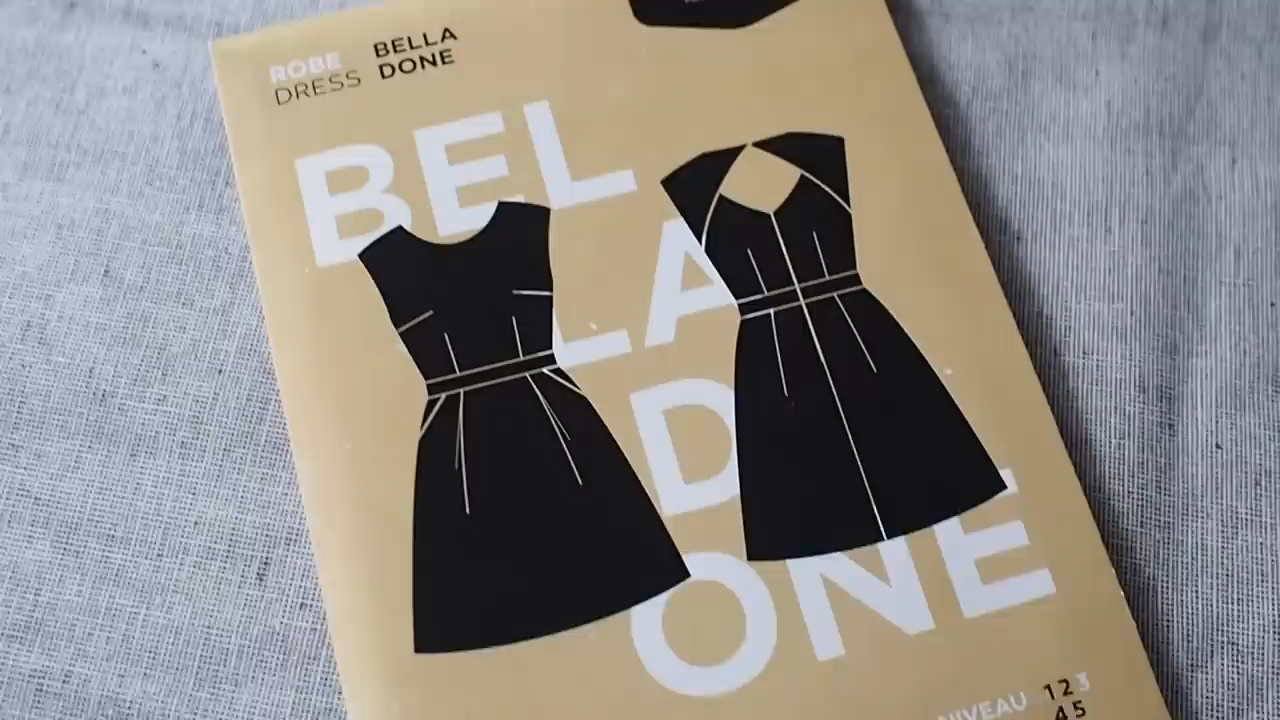 ROBE BELLA
DRESS DONE
BEL
LA
D
ONE
NIVEAU 123
45